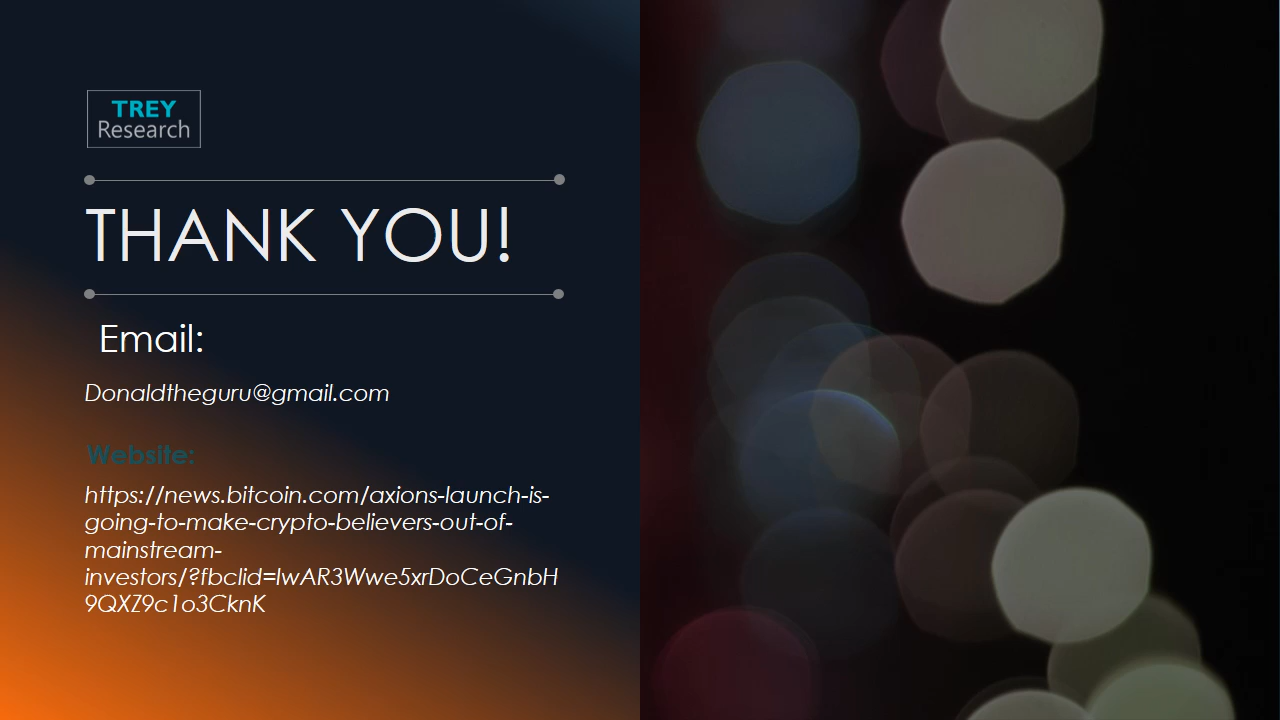 TREY
Research
THANK YOU!
Email:
Donaldtheguru@gmail.com
Website:
https://news.bitcoin.com/axions-launch-is-
going-to-make-crypto-believers-out-of-
mainstream-
investors/?fbclid=IwAR3Wwe5xrDoCeGnbH
9QXZ9c1o3CknK